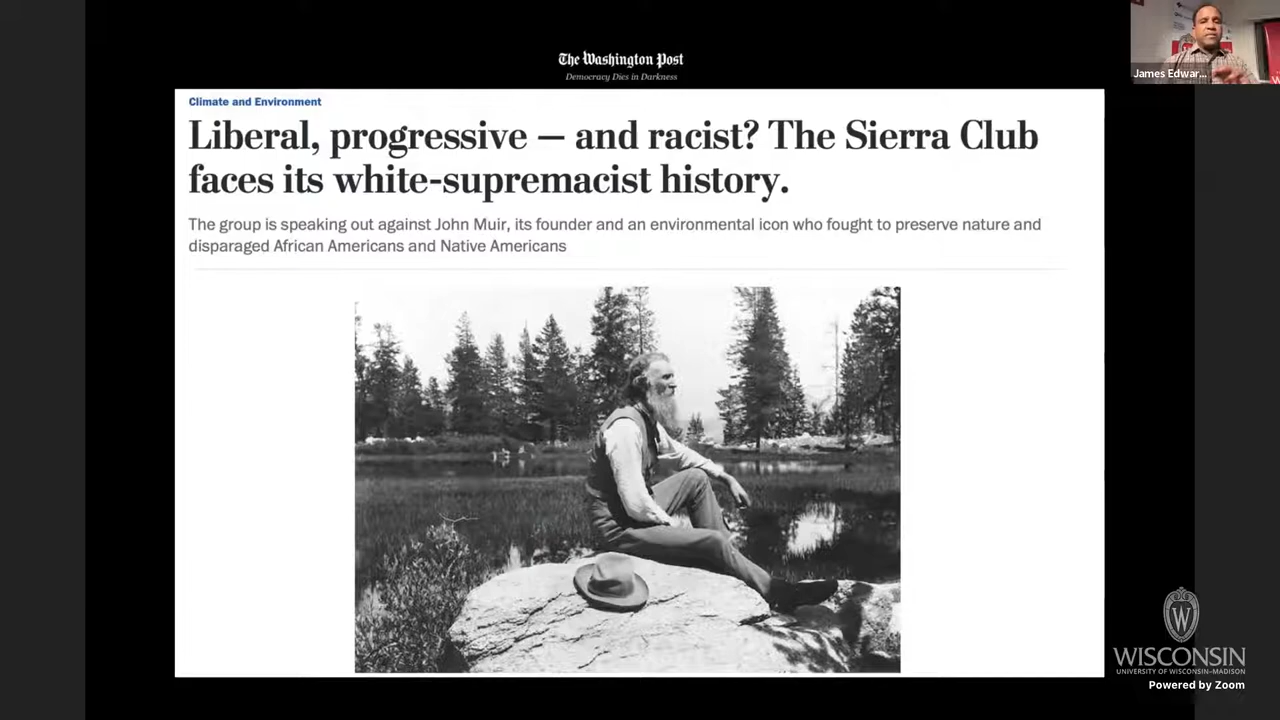 The Washington Post
Democracy Dies in Darkness
James Edwar...
Climate and Environment
Liberal, progressive — and racist? The Sierra Club
faces its white-supremacist history.
The group is speaking out against John Muir, its founder and an environmental icon who fought to preserve nature and
disparaged African Americans and Native Americans
W
WISCONSIN
UNIVERSITY OF WISCONSIN–MADISON
Powered by Zoom